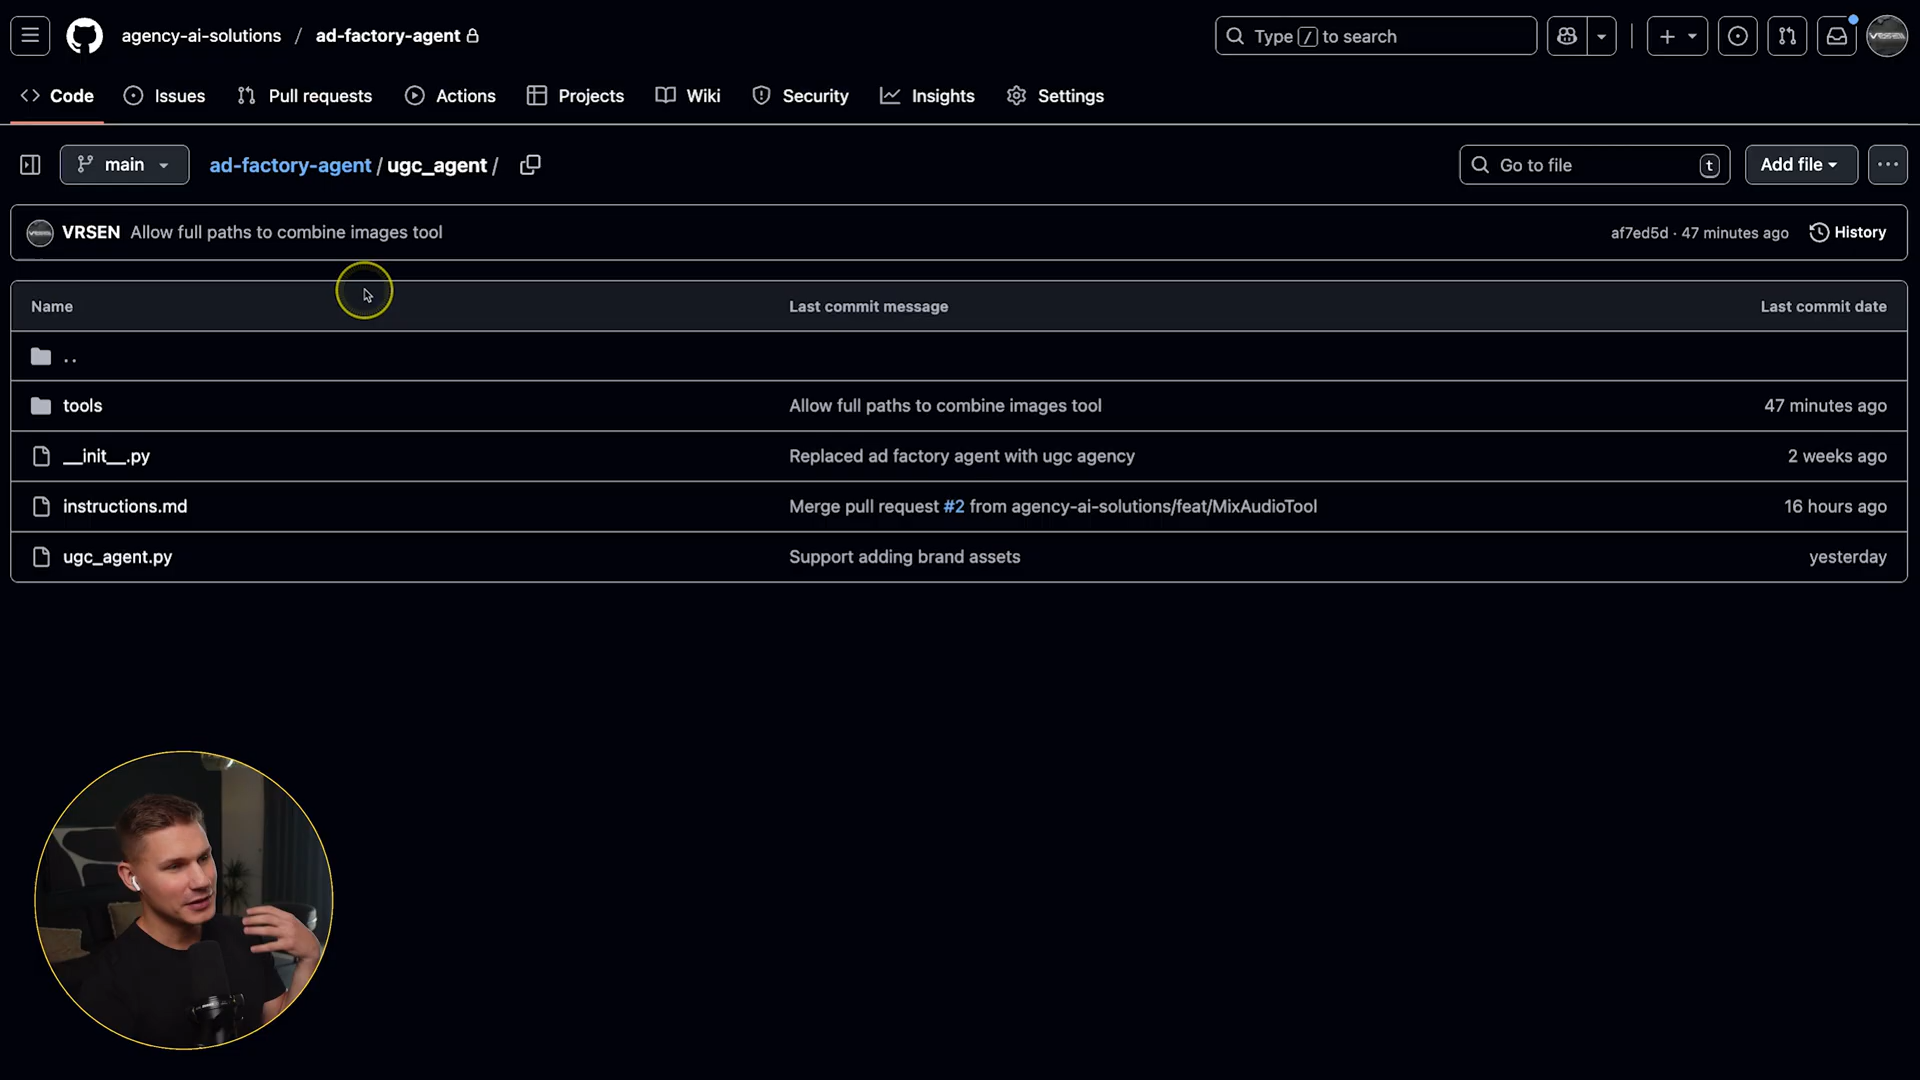 agency-ai-solutions / ad-factory-agent
Type / to search
Code Issues Pull requests Actions Projects Wiki Security Insights Settings
main ad-factory-agent / ugc_agent / Go to file t Add file
VRSEN Allow full paths to combine images tool af7ed5d · 47 minutes ago History
Name Last commit message Last commit date
..
tools Allow full paths to combine images tool 47 minutes ago
__init__.py Replaced ad factory agent with ugc agency 2 weeks ago
instructions.md Merge pull request #2 from agency-ai-solutions/feat/MixAudioTool 16 hours ago
ugc_agent.py Support adding brand assets yesterday